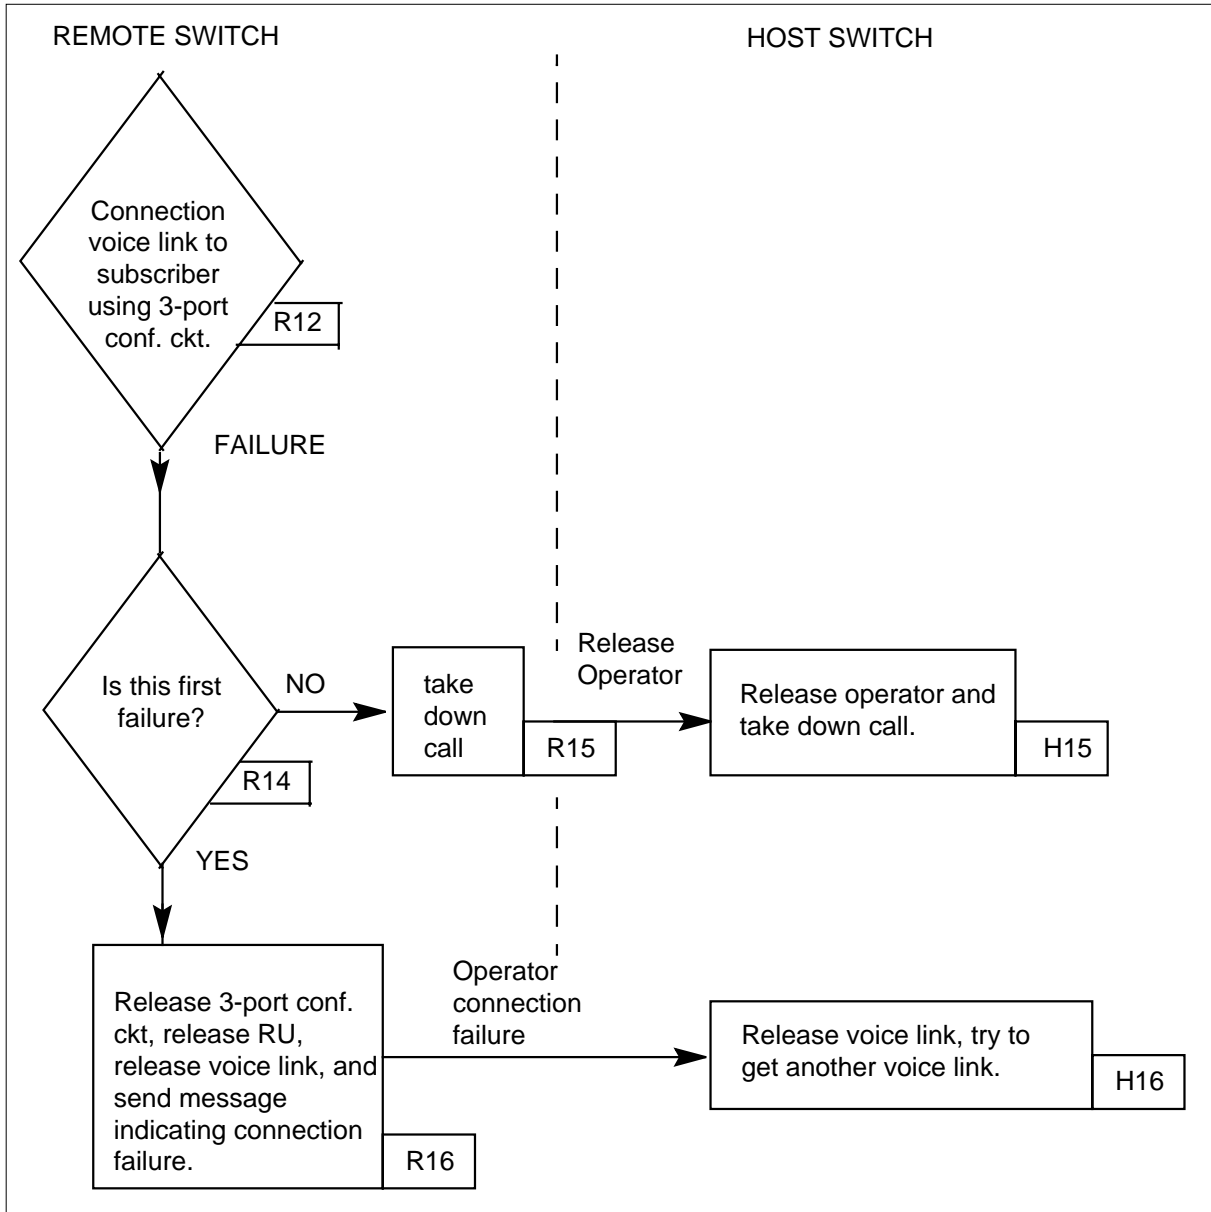 REMOTE SWITCH
HOST SWITCH
Connection
voice link to
subscriber
using 3-port
conf. ckt.
R12
FAILURE
Is this first
failure?
R14
NO
take
down
call
R15
Release
Operator
Release operator and
take down call.
H15
YES
Release 3-port conf.
ckt, release RU,
release voice link, and
send message
indicating connection
failure.
R16
Operator
connection
failure
Release voice link, try to
get another voice link.
H16